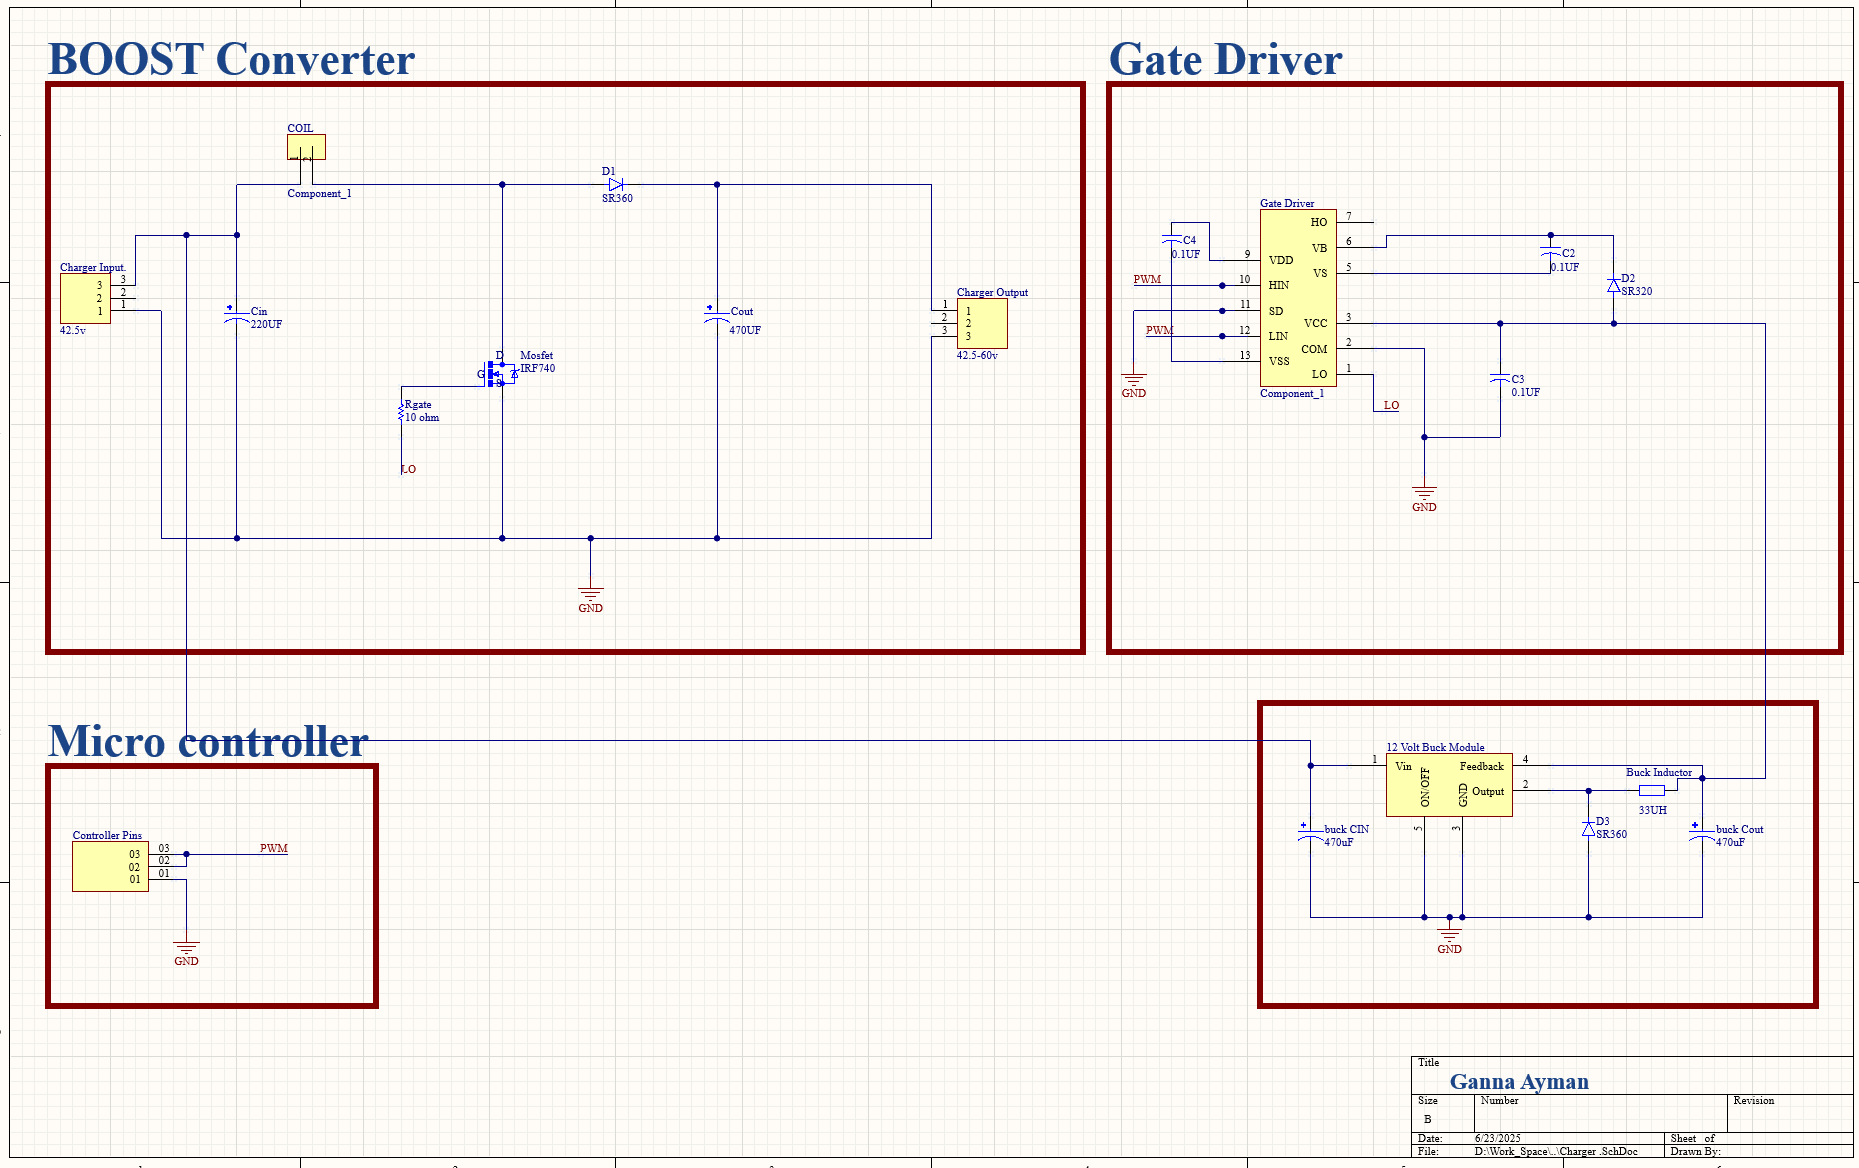 BOOST Converter
Gate Driver
COIL
1 2
Component_1
D1
SR360
Charger Input.
3 3
2 2
1 1
42.5v
Cin
220UF
D
G
S
Mosfet
IRF740
Rgate
10 ohm
LO
Cout
470UF
Charger Output
1 1
2 2
3 3
42.5-60v
GND
Gate Driver
HO 7
VB 6
VS 5
VCC 3
COM 2
LO 1
9 VDD
10 HIN
11 SD
12 LIN
13 VSS
Component_1
C4
0.1UF
PWM
PWM
GND
C2
0.1UF
D2
SR320
C3
0.1UF
LO
GND
Micro controller
Controller Pins
03 03
02 02
01 01
PWM
GND
12 Volt Buck Module
1 Vin
Feedback 4
Output 2
ON/OFF 5
GND 3
Buck Inductor
33UH
D3
SR360
buck CIN
470uF
buck Cout
470uF
GND
Title
Ganna Ayman
Size
Number
Revision
B
Date: 6/23/2025
Sheet of
File: D:\Work_Space\..\Charger .SchDoc
Drawn By: